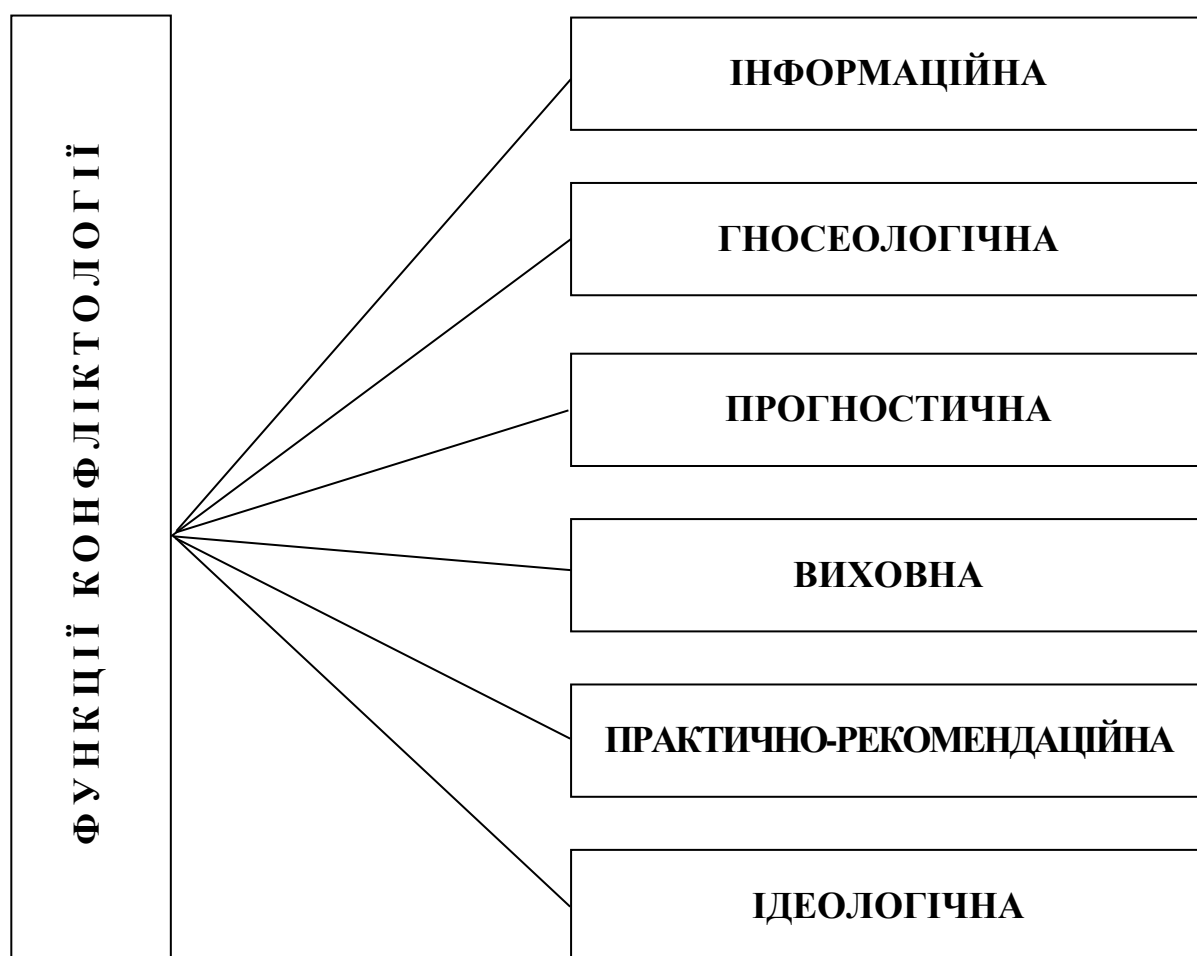 ФУНКЦІЇ КОНФЛІКТОЛОГІЇ
ІНФОРМАЦІЙНА
ГНОСЕОЛОГІЧНА
ПРОГНОСТИЧНА
ВИХОВНА
ПРАКТИЧНО-РЕКОМЕНДАЦІЙНА
ІДЕОЛОГІЧНА